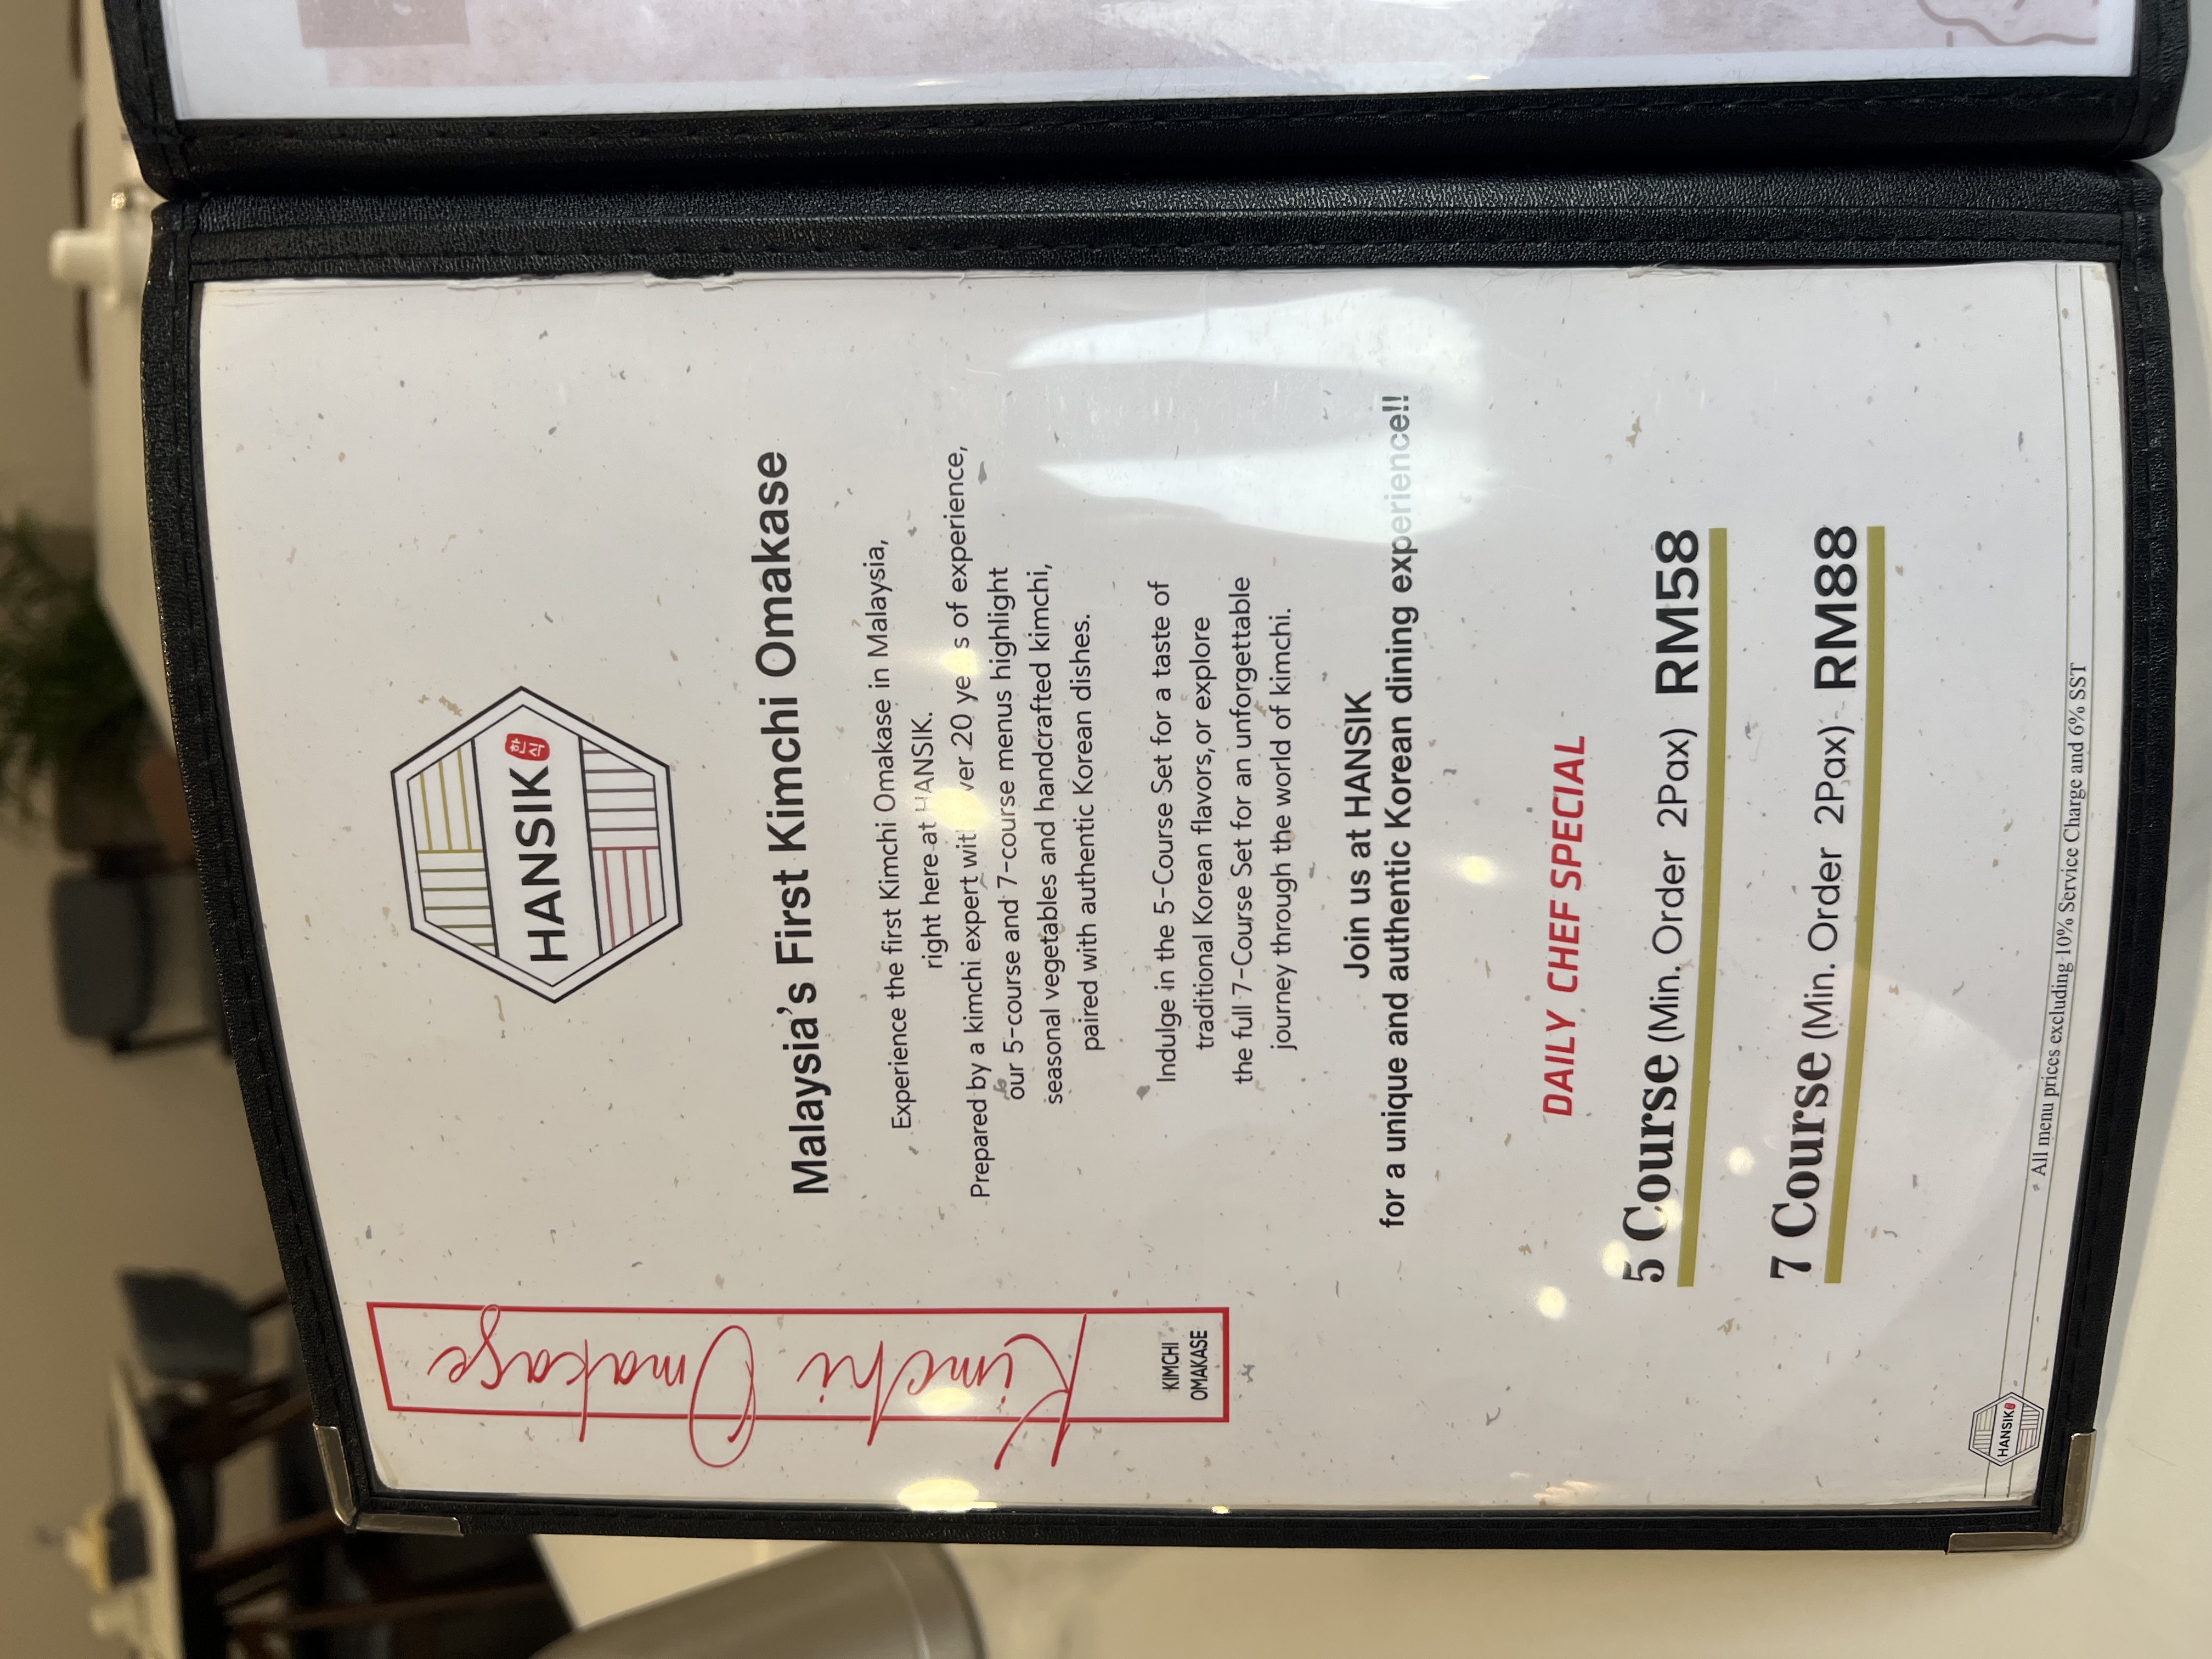 Kimchi Omakase
KIMCHI
OMAKASE
HANSIK
한
식
Malaysia's First Kimchi Omakase
Experience the first Kimchi Omakase in Malaysia,
right here at HANSIK.
Prepared by a kimchi expert with over 20 years of experience,
our 5-course and 7-course menus highlight
seasonal vegetables and handcrafted kimchi,
paired with authentic Korean dishes.
Indulge in the 5-Course Set for a taste of
traditional Korean flavors, or explore
the full 7-Course Set for an unforgettable
journey through the world of kimchi.
Join us at HANSIK
for a unique and authentic Korean dining experience!!
DAILY CHEF SPECIAL
5 Course (Min. Order 2Pax) RM58
7 Course (Min. Order 2Pax) RM88
* All menu prices excluding 10% Service Charge and 6% SST
HANSIK